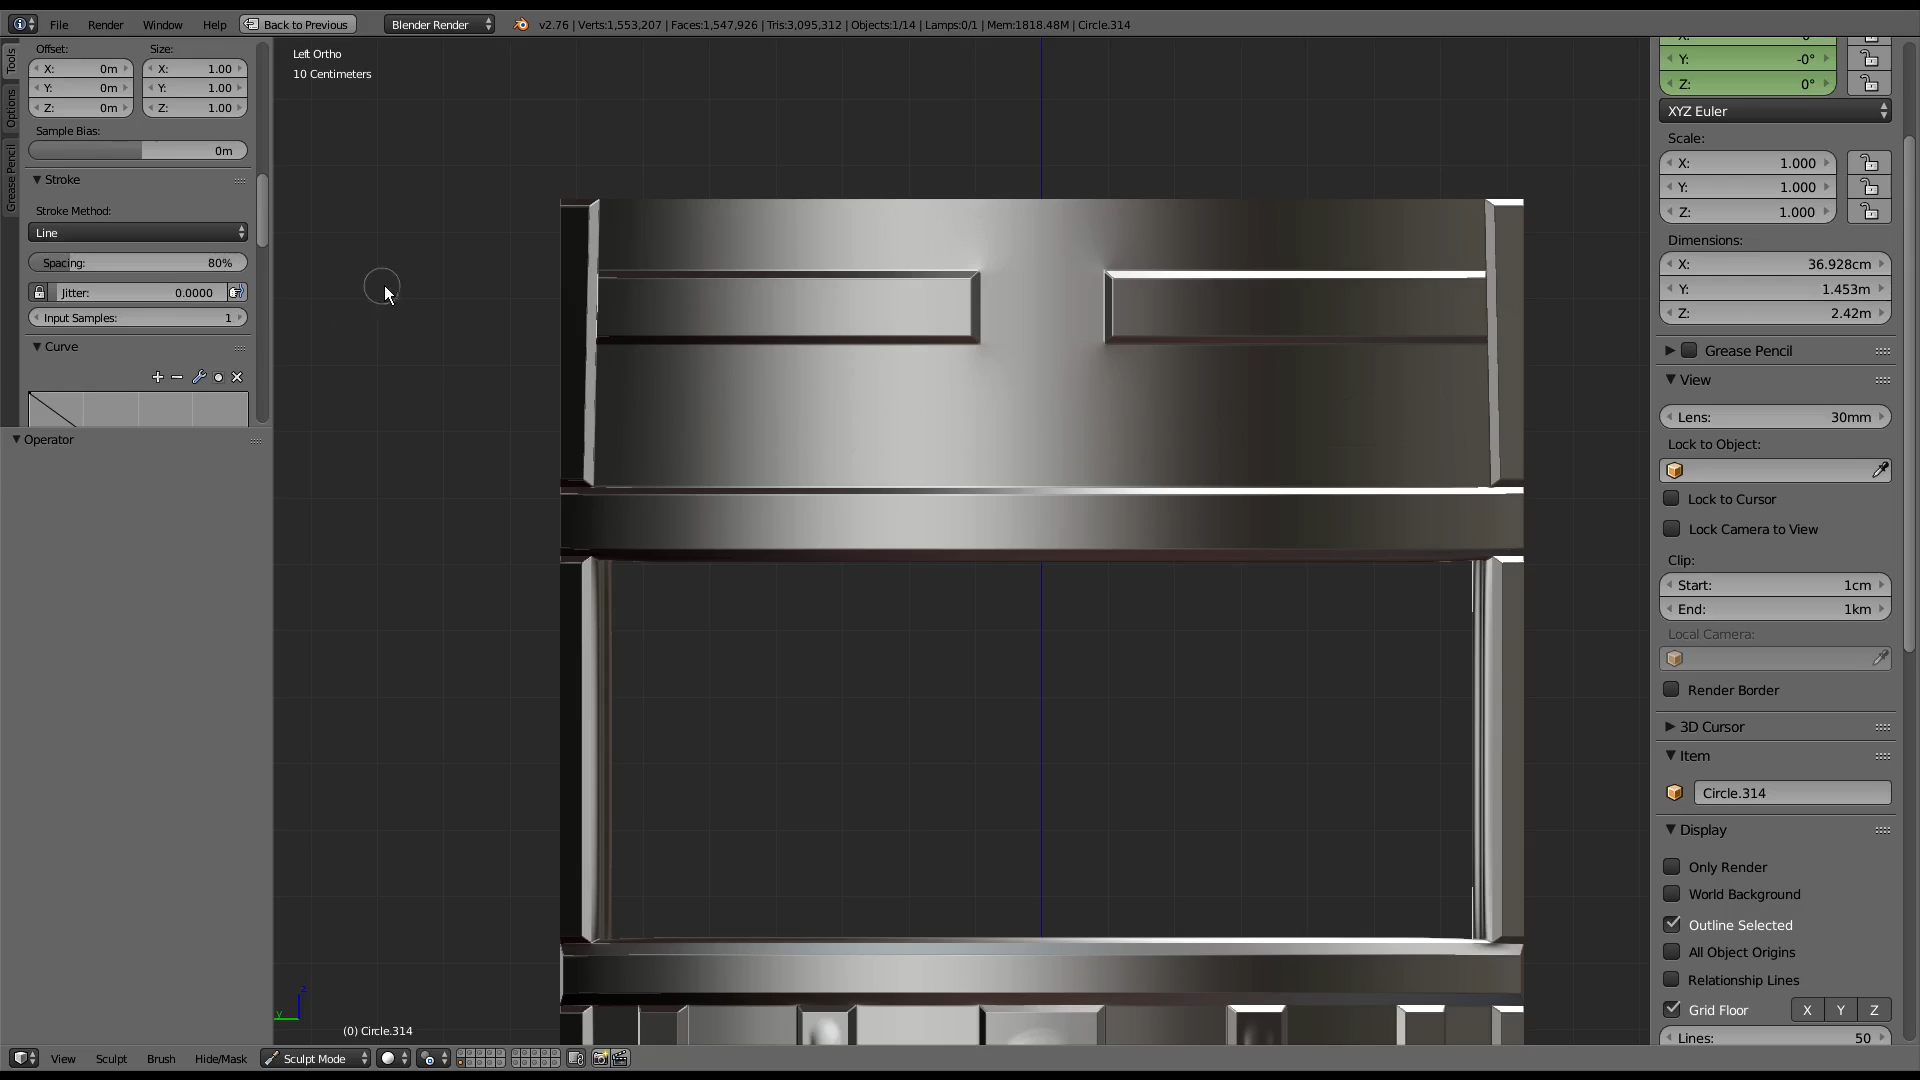 File Render Window Help Back to Previous Blender Render v2.76 | Verts:1,553,207 | Faces:1,547,926 | Tris:3,095,312 | Objects:1/14 | Lamps:0/1 | Mem:1818.48M | Circle.314
Tools
Options
Grease Pencil
Offset: Size:
X: 0m X: 1.00
Y: 0m Y: 1.00
Z: 0m Z: 1.00
Sample Bias:
0m
Stroke
Stroke Method:
Line
Spacing: 80%
Jitter: 0.0000
Input Samples: 1
Curve
Operator
Left Ortho
10 Centimeters
z
y
(0) Circle.314
Y: -0°
Z: 0°
XYZ Euler
Scale:
X: 1.000
Y: 1.000
Z: 1.000
Dimensions:
X: 36.928cm
Y: 1.453m
Z: 2.42m
Grease Pencil
View
Lens: 30mm
Lock to Object:
Lock to Cursor
Lock Camera to View
Clip:
Start: 1cm
End: 1km
Local Camera:
Render Border
3D Cursor
Item
Circle.314
Display
Only Render
World Background
Outline Selected
All Object Origins
Relationship Lines
Grid Floor X Y Z
Lines: 50
View Sculpt Brush Hide/Mask Sculpt Mode